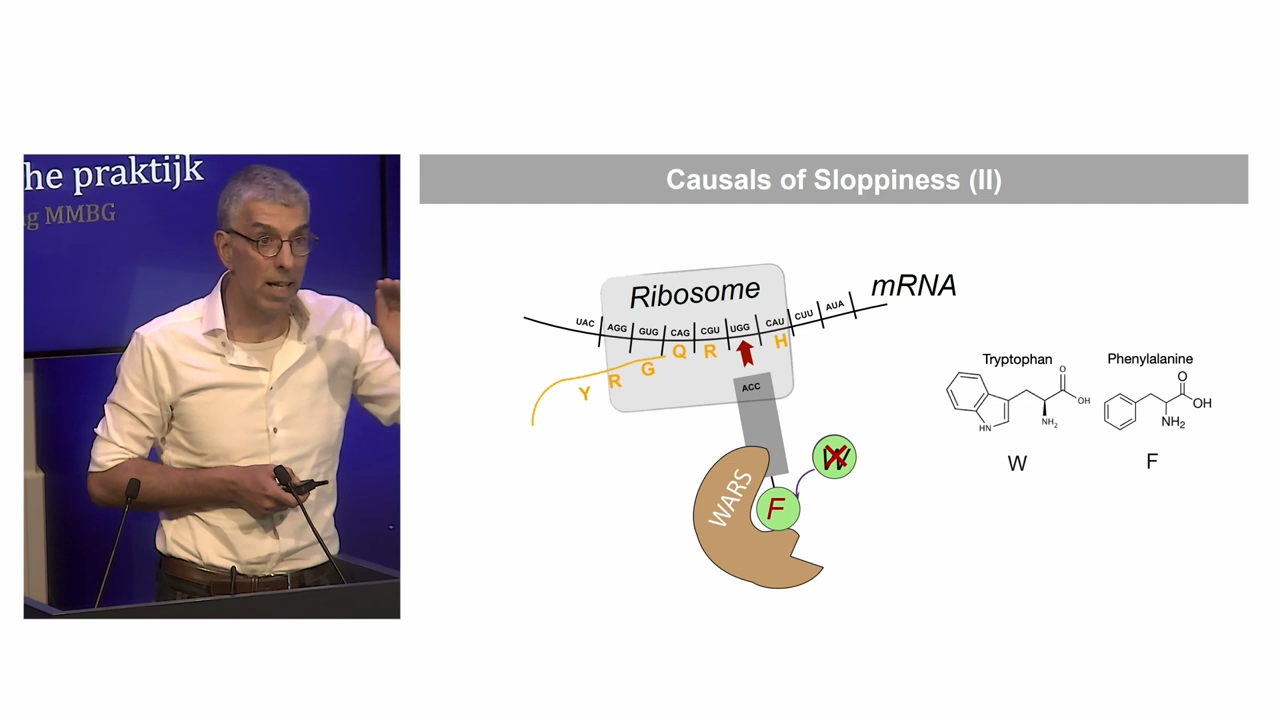 he praktijk
g MMBG
Causals of Sloppiness (II)
Ribosome
mRNA
UAC AGG GUG CAG CGU UGG CAU CUU AUA
Y R G Q R H
ACC
W
F
WARS
Tryptophan
Phenylalanine
O
OH
NH₂
HN
O
OH
NH₂
W
F